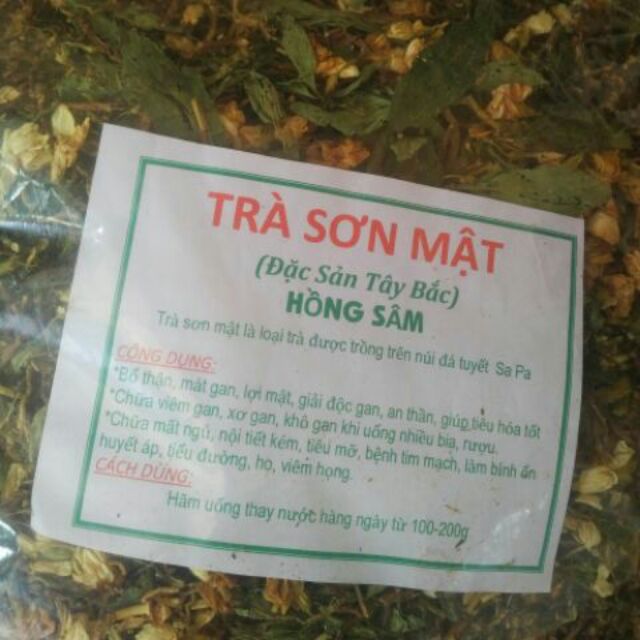 TRÀ SƠN MẬT
(Đặc Sản Tây Bắc)
HỒNG SÂM
Trà sơn mật là loại trà được trồng trên núi đá tuyết Sa Pa
CÔNG DỤNG:
*Bổ thận, mát gan, lợi mật, giải độc gan, an thần, giúp tiêu hóa tốt
*Chữa viêm gan, xơ gan, khô gan khi uống nhiều bia, rượu.
*Chữa mất ngủ, nội tiết kém, tiêu mỡ, bệnh tim mạch, làm bình ổn
huyết áp, tiểu đường, ho, viêm họng.
CÁCH DÙNG:
Hãm uống thay nước hàng ngày từ 100-200g